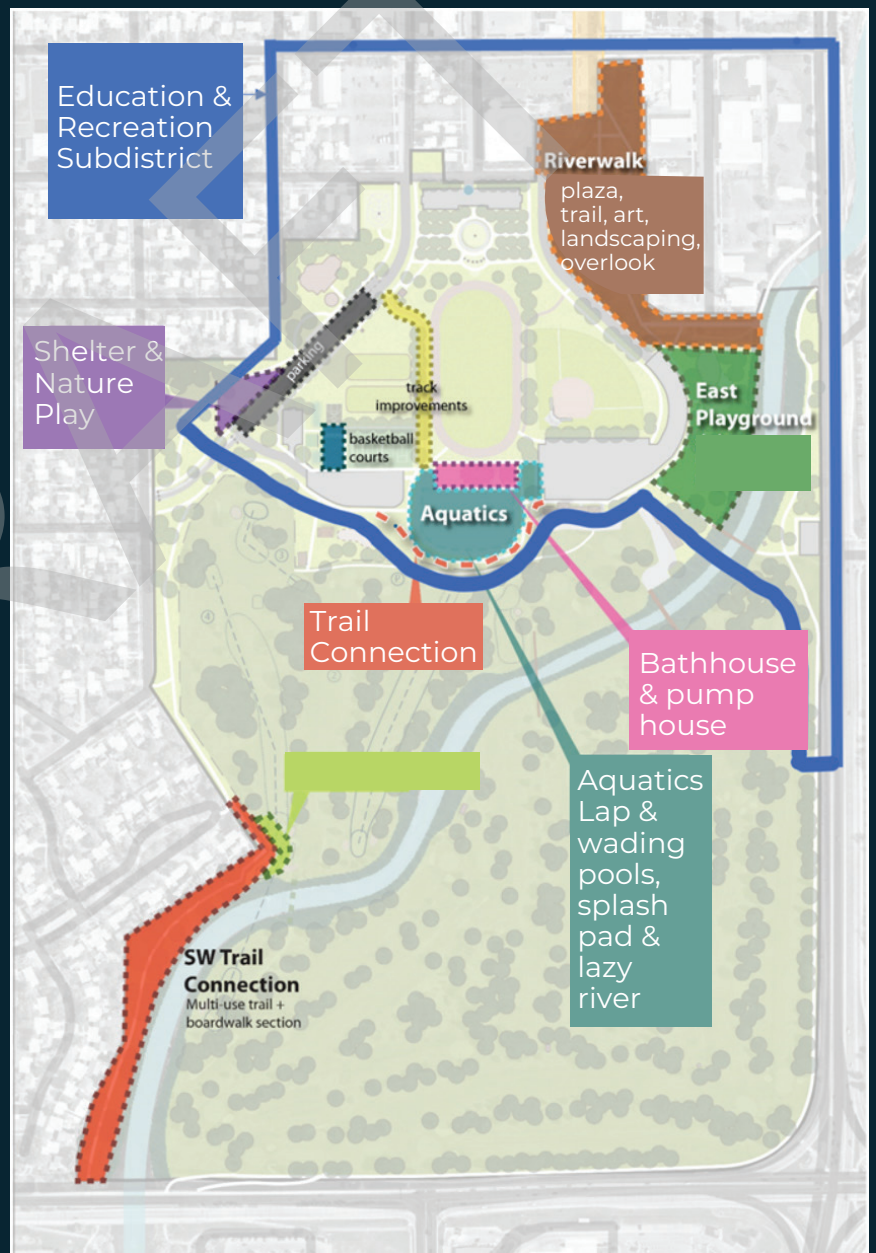 Education &
Recreation
Subdistrict
Riverwalk
plaza,
trail, art,
landscaping,
overlook
Shelter &
Nature
Play
parking
track
improvements
basketball
courts
East
Playground
Aquatics
Trail
Connection
Bathhouse
& pump
house
Aquatics
Lap &
wading
pools,
splash
pad &
lazy
river
SW Trail
Connection
Multi-use trail +
boardwalk section